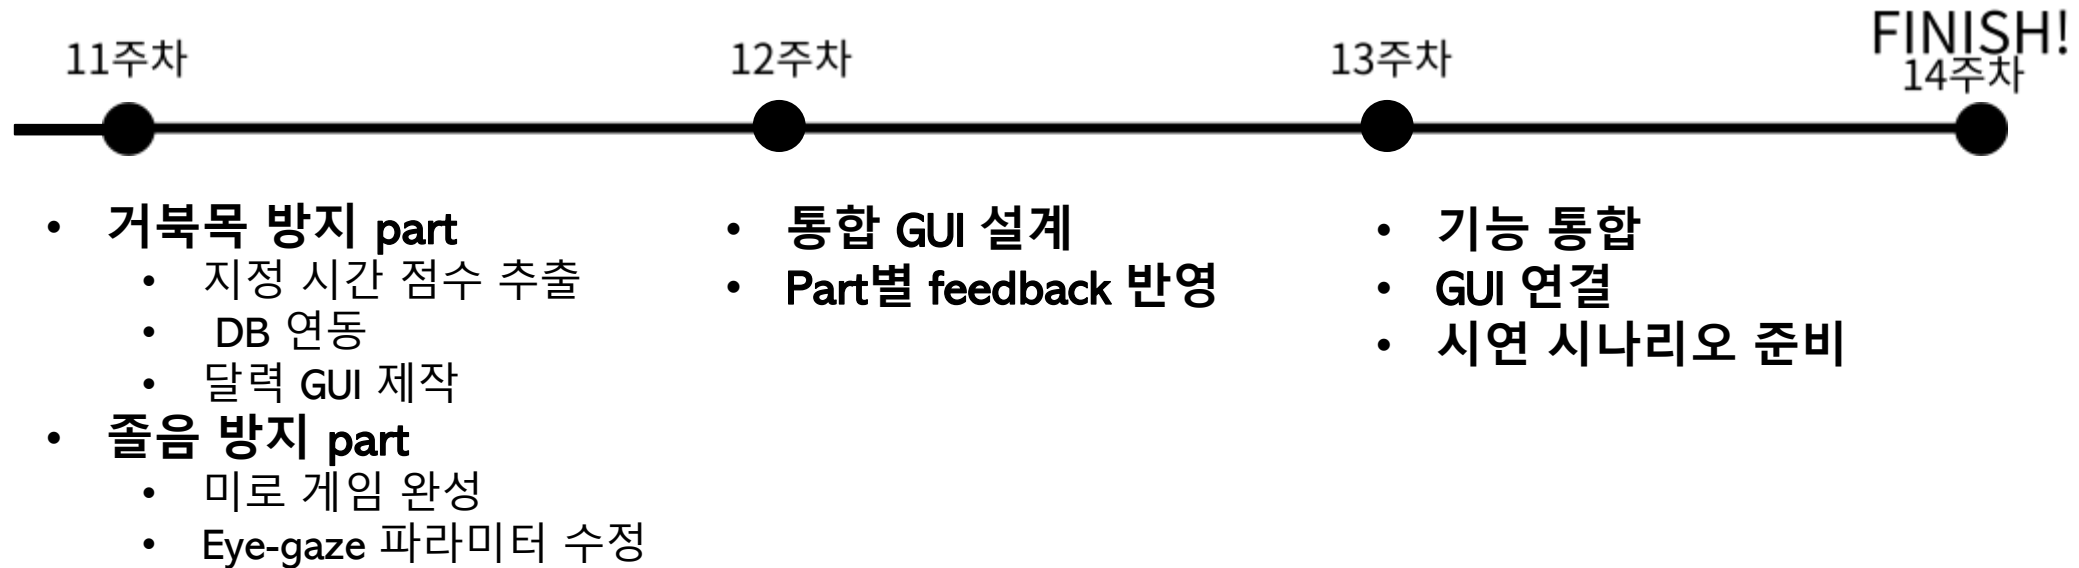 11주차
12주차
13주차
FINISH!
14주차
• 거북목 방지 part
• 지정 시간 점수 추출
• DB 연동
• 달력 GUI 제작
• 졸음 방지 part
• 미로 게임 완성
• Eye-gaze 파라미터 수정
• 통합 GUI 설계
• Part별 feedback 반영
• 기능 통합
• GUI 연결
• 시연 시나리오 준비